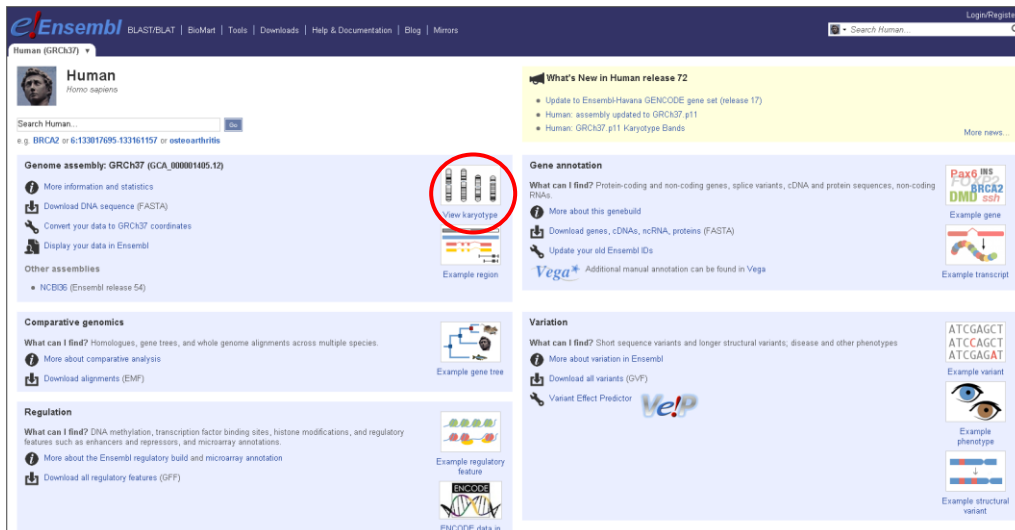 Login/Registe
e!Ensembl BLAST/BLAT | BioMart | Tools | Downloads | Help & Documentation | Blog | Mirrors
Search Human...
Human (GRCh37) ▼
Human
Homo sapiens
Search Human...
Go
e.g. BRCA2 or 6:133017695-133161157 or osteoarthritis
What's New in Human release 72
Update to Ensembl-Havana GENCODE gene set (release 17)
Human: assembly updated to GRCh37.p11
Human: GRCh37.p11 Karyotype Bands
More news...
Genome assembly: GRCh37 (GCA_000001405.12)
More information and statistics
Download DNA sequence (FASTA)
Convert your data to GRCh37 coordinates
Display your data in Ensembl
Other assemblies
NCBI36 (Ensembl release 54)
View karyotype
Example region
Gene annotation
What can I find? Protein-coding and non-coding genes, splice variants, cDNA and protein sequences, non-coding
RNAs.
More about this genebuild
Download genes, cDNAs, ncRNA, proteins (FASTA)
Update your old Ensembl IDs
Vega Additional manual annotation can be found in Vega
Pax6 INS
FOXP2
BRCA2
DMD ssh
Example gene
Example transcript
Comparative genomics
What can I find? Homologues, gene trees, and whole genome alignments across multiple species.
More about comparative analysis
Download alignments (EMF)
Example gene tree
Variation
What can I find? Short sequence variants and longer structural variants; disease and other phenotypes
More about variation in Ensembl
Download all variants (GVF)
Variant Effect Predictor
Ve!P
ATCGAGCT
ATCCAGCT
ATCGAGAT
Example variant
Example
phenotype
Example structural
variant
Regulation
What can I find? DNA methylation, transcription factor binding sites, histone modifications, and regulatory
features such as enhancers and repressors, and microarray annotations.
More about the Ensembl regulatory build and microarray annotation
Download all regulatory features (GFF)
Example regulatory
feature
ENCODE
ENCODE data in